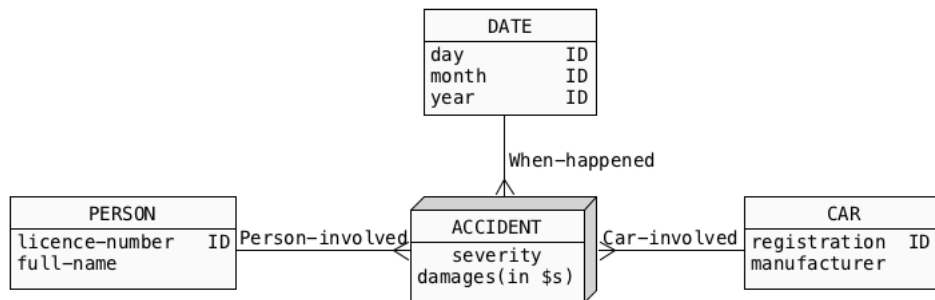 DATE
day ID
month ID
year ID
When-happened
PERSON
licence-number ID
full-name
Person-involved
ACCIDENT
severity
damages(in $s)
Car-involved
CAR
registration ID
manufacturer